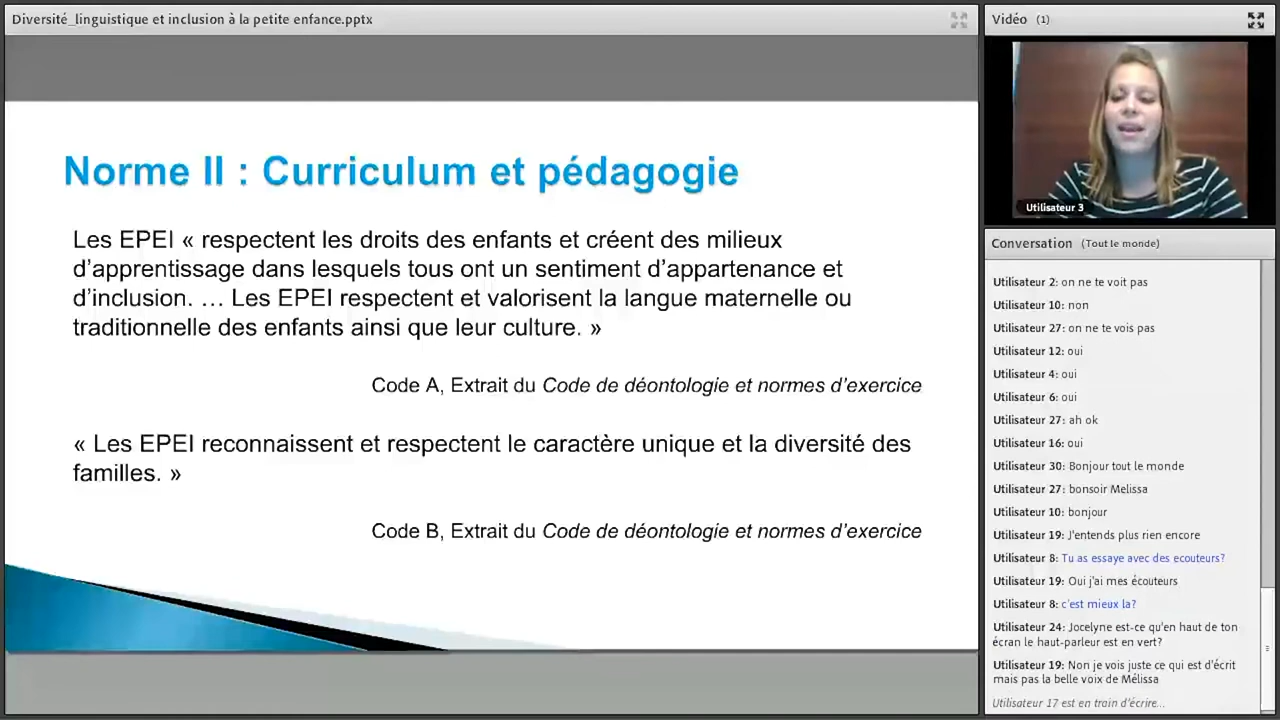 Diversité_linguistique et inclusion à la petite enfance.pptx
Norme II : Curriculum et pédagogie
Les EPEI « respectent les droits des enfants et créent des milieux
d’apprentissage dans lesquels tous ont un sentiment d’appartenance et
d’inclusion. … Les EPEI respectent et valorisent la langue maternelle ou
traditionnelle des enfants ainsi que leur culture. »
Code A, Extrait du Code de déontologie et normes d’exercice
« Les EPEI reconnaissent et respectent le caractère unique et la diversité des
familles. »
Code B, Extrait du Code de déontologie et normes d’exercice
Vidéo (1)
Utilisateur 3
Conversation (Tout le monde)
Utilisateur 2: on ne te voit pas
Utilisateur 10: non
Utilisateur 27: on ne te vois pas
Utilisateur 12: oui
Utilisateur 4: oui
Utilisateur 6: oui
Utilisateur 27: ah ok
Utilisateur 16: oui
Utilisateur 30: Bonjour tout le monde
Utilisateur 27: bonsoir Melissa
Utilisateur 10: bonjour
Utilisateur 19: J'entends plus rien encore
Utilisateur 8: Tu as essaye avec des ecouteurs?
Utilisateur 19: Oui j'ai mes écouteurs
Utilisateur 8: c'est mieux la?
Utilisateur 24: Jocelyne est-ce qu'en haut de ton
écran le haut-parleur est en vert?
Utilisateur 19: Non je vois juste ce qui est d'écrit
mais pas la belle voix de Mélissa
Utilisateur 17 est en train d'écrire...